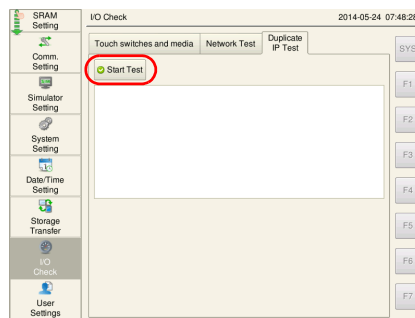 SRAM
Setting
I/O Check
2014-05-24 07:48:28
Comm.
Setting
Simulator
Setting
System
Setting
Date/Time
Setting
Storage
Transfer
I/O
Check
User
Settings
Touch switches and media
Network Test
Duplicate
IP Test
Start Test
SYS
F1
F2
F3
F4
F5
F6
F7